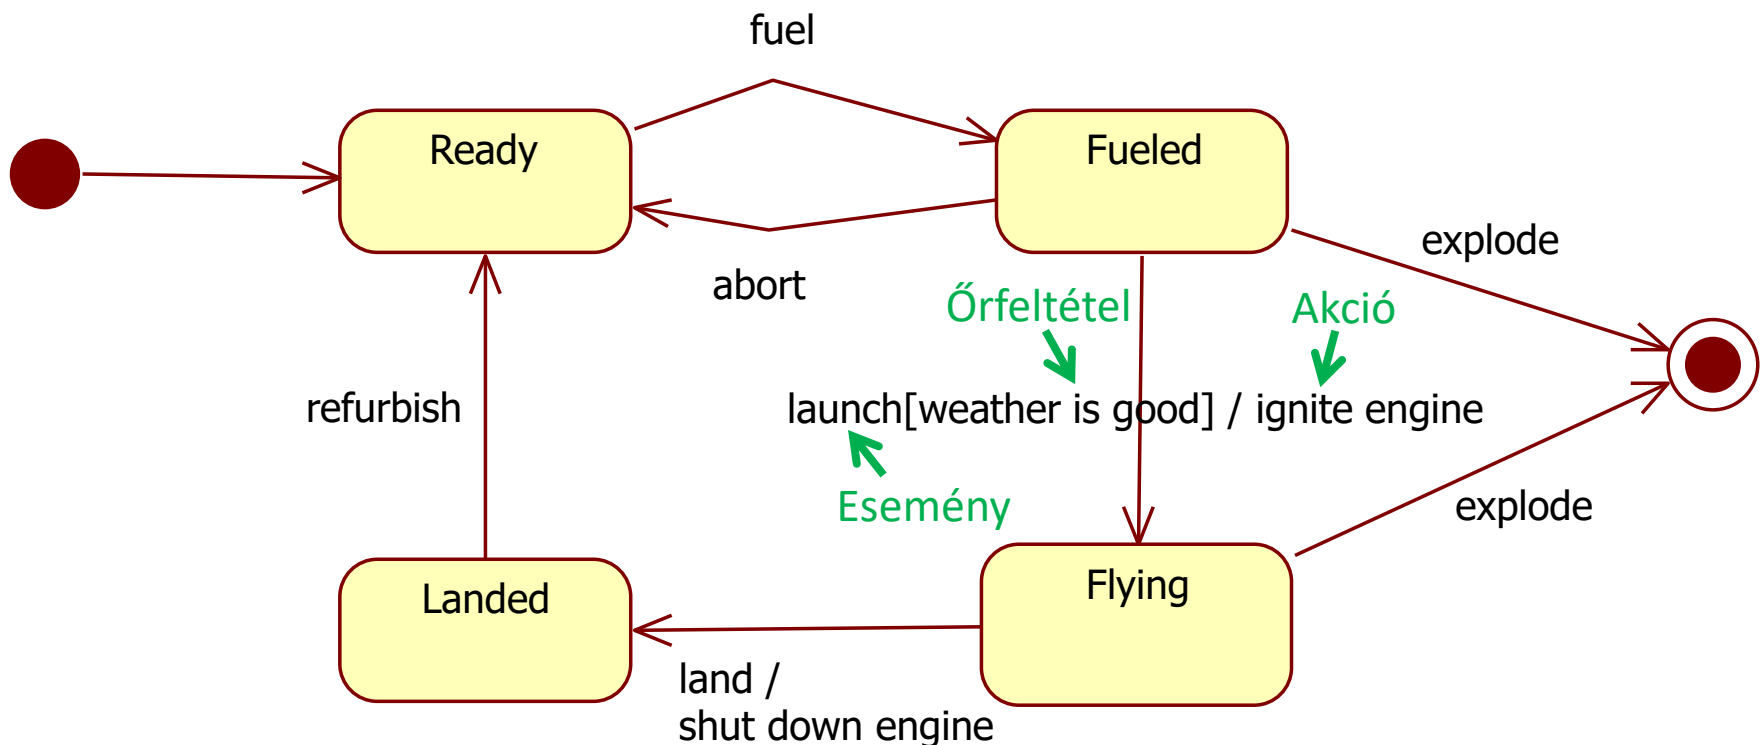 fuel
Ready
Fueled
explode
abort
Őrfeltétel
Akció
refurbish
launch[weather is good] / ignite engine
Esemény
explode
Landed
Flying
land /
shut down engine